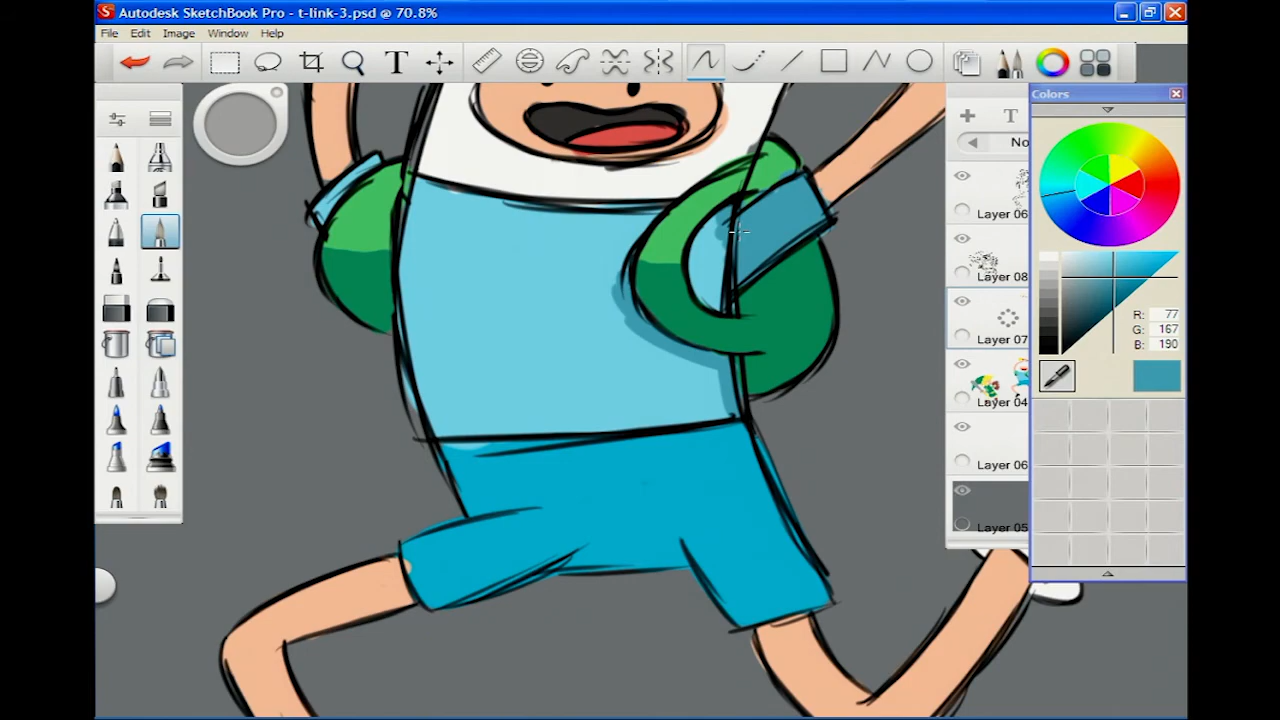 Autodesk SketchBook Pro - t-link-3.psd @ 70.8%
File Edit Image Window Help
T
Colors
T
No
Layer 06
Layer 08
Layer 07
Layer 04
Layer 06
Layer 05
R: 77
G: 167
B: 190